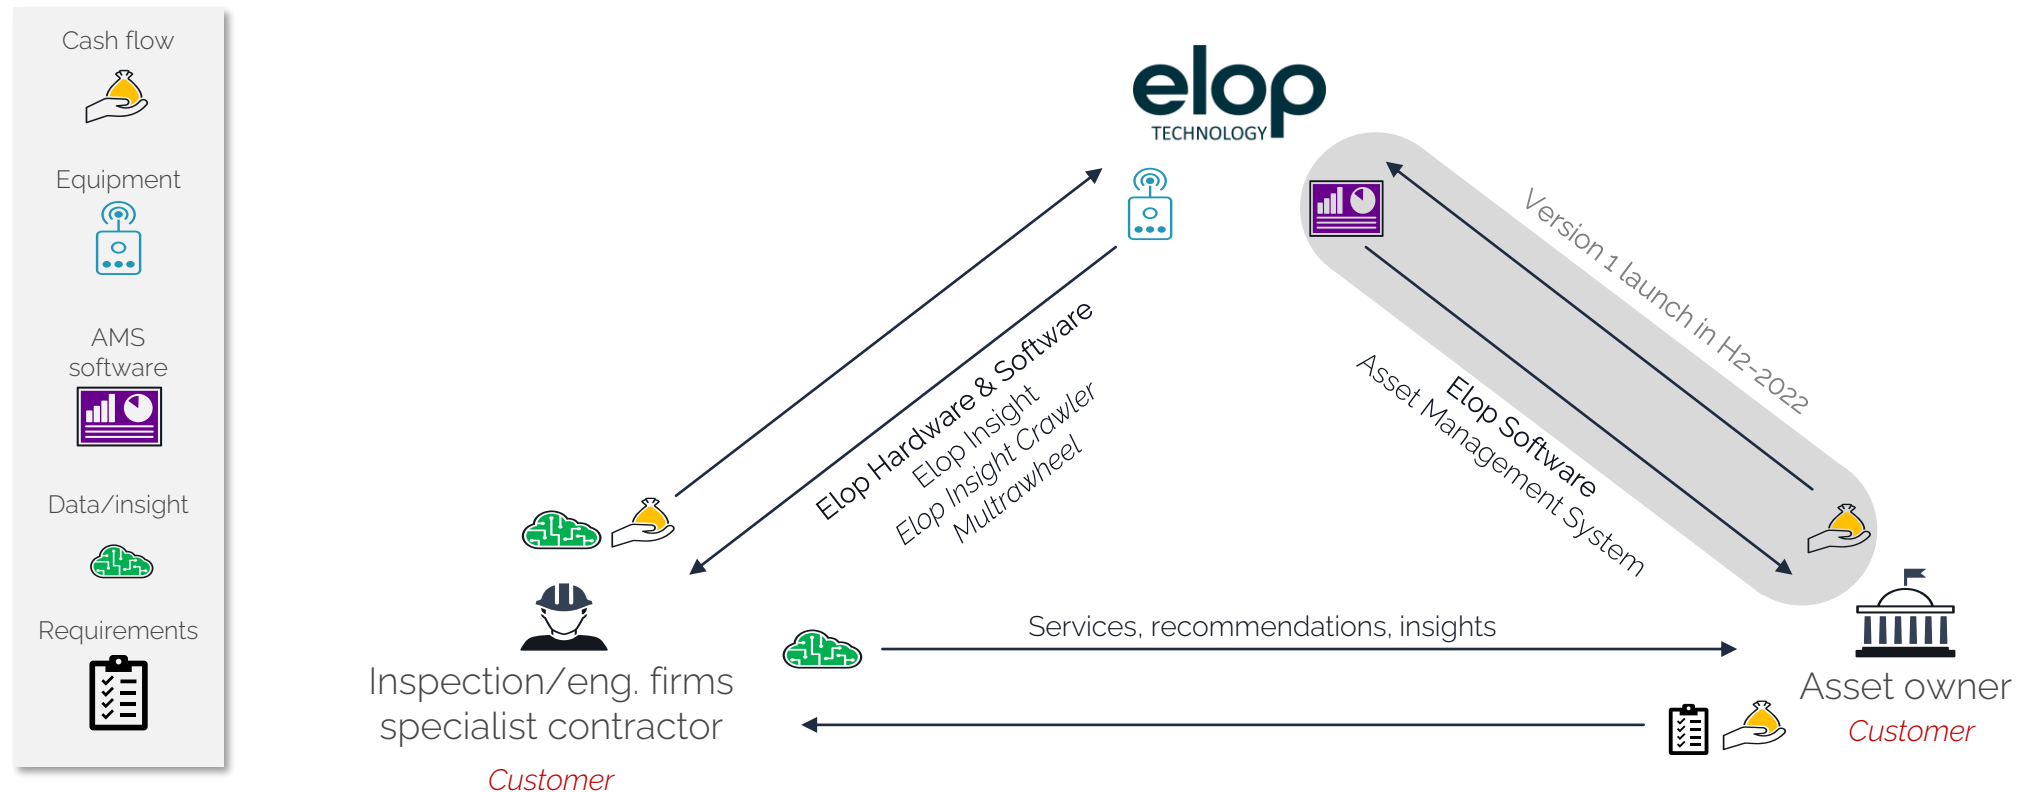 Cash flow
Equipment
AMS
software
Data/insight
Requirements
elop
TECHNOLOGY
Version 1 launch in H2-2022
Elop Hardware & Software
Elop Insight
Elop Insight Crawler
Multrawheel
Elop Software
Asset Management System
Services, recommendations, insights
Inspection/eng. firms
specialist contractor
Customer
Asset owner
Customer